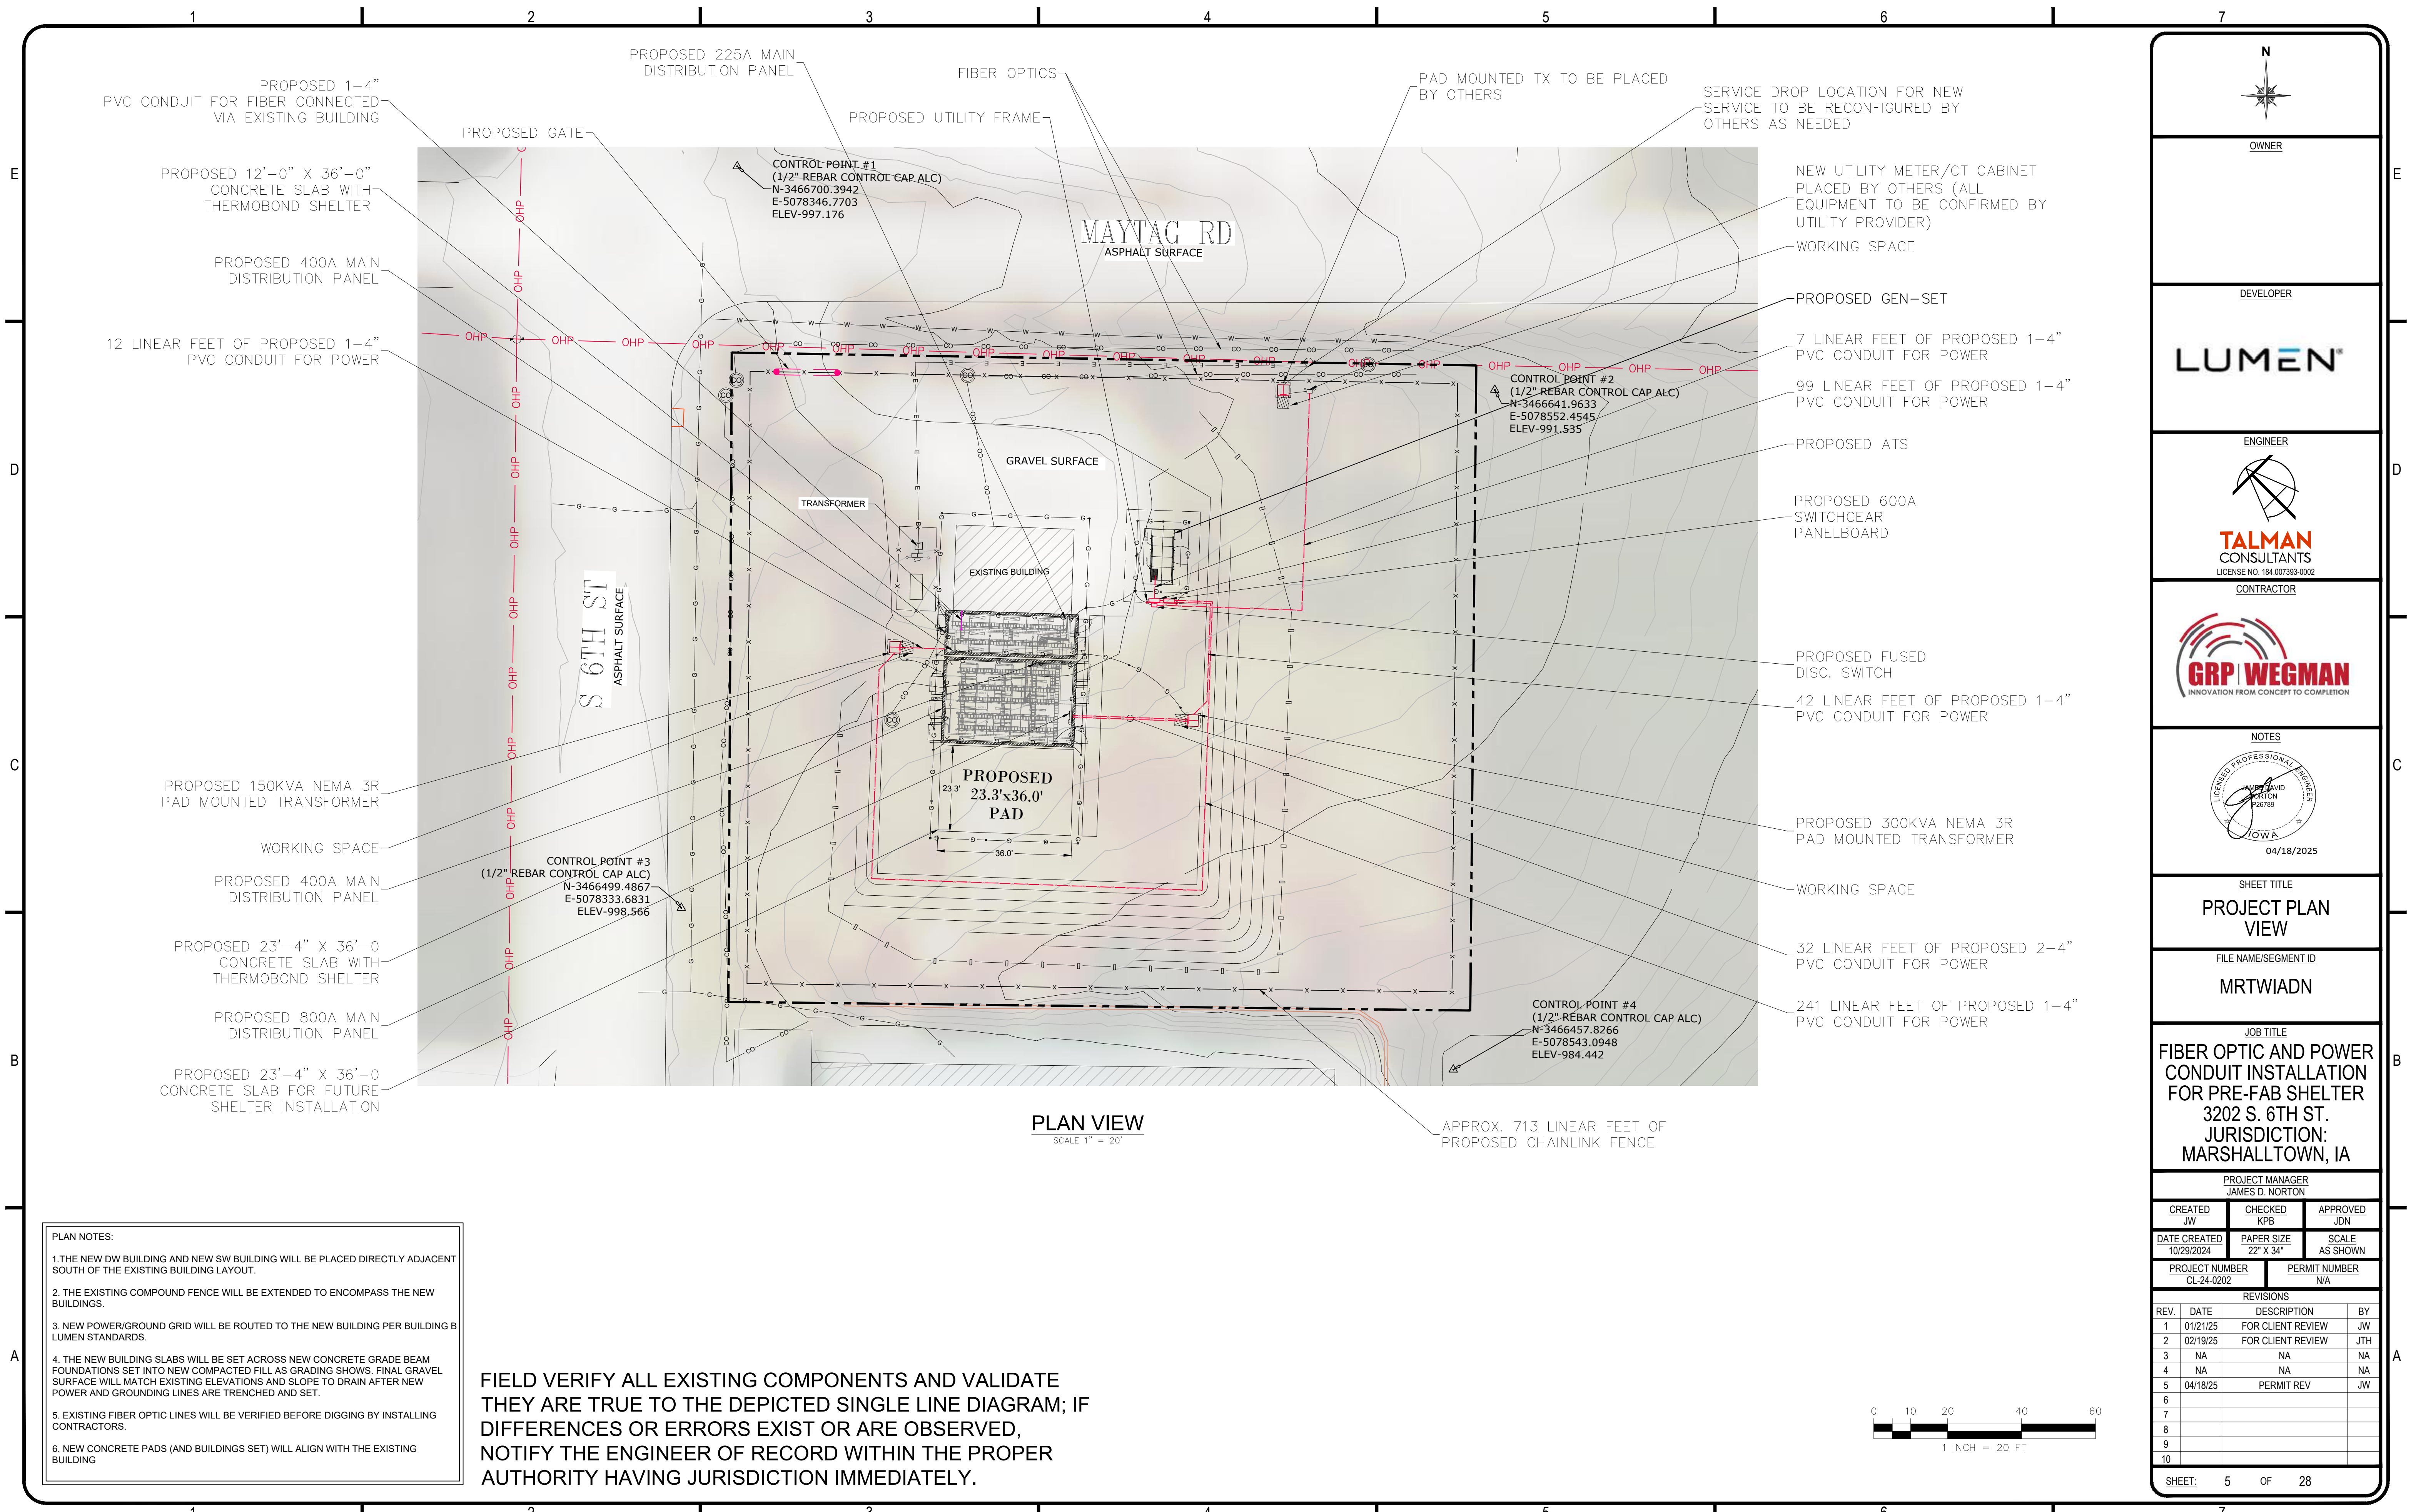 1 2 3 4 5 6 7
E
D
C
B
A
PROPOSED 1-4"
PVC CONDUIT FOR FIBER CONNECTED
VIA EXISTING BUILDING
PROPOSED 12'-0" X 36'-0"
CONCRETE SLAB WITH
THERMOBOND SHELTER
PROPOSED 400A MAIN
DISTRIBUTION PANEL
12 LINEAR FEET OF PROPOSED 1-4"
PVC CONDUIT FOR POWER
PROPOSED GATE
PROPOSED 225A MAIN
DISTRIBUTION PANEL
FIBER OPTICS
PROPOSED UTILITY FRAME
PAD MOUNTED TX TO BE PLACED
BY OTHERS
SERVICE DROP LOCATION FOR NEW
SERVICE TO BE RECONFIGURED BY
OTHERS AS NEEDED
NEW UTILITY METER/CT CABINET
PLACED BY OTHERS (ALL
EQUIPMENT TO BE CONFIRMED BY
UTILITY PROVIDER)
WORKING SPACE
PROPOSED GEN-SET
7 LINEAR FEET OF PROPOSED 1-4"
PVC CONDUIT FOR POWER
99 LINEAR FEET OF PROPOSED 1-4"
PVC CONDUIT FOR POWER
PROPOSED ATS
PROPOSED 600A
SWITCHGEAR
PANELBOARD
PROPOSED FUSED
DISC. SWITCH
42 LINEAR FEET OF PROPOSED 1-4"
PVC CONDUIT FOR POWER
PROPOSED 300KVA NEMA 3R
PAD MOUNTED TRANSFORMER
WORKING SPACE
32 LINEAR FEET OF PROPOSED 2-4"
PVC CONDUIT FOR POWER
241 LINEAR FEET OF PROPOSED 1-4"
PVC CONDUIT FOR POWER
APPROX. 713 LINEAR FEET OF
PROPOSED CHAINLINK FENCE
PROPOSED 150KVA NEMA 3R
PAD MOUNTED TRANSFORMER
WORKING SPACE
PROPOSED 400A MAIN
DISTRIBUTION PANEL
PROPOSED 23'-4" X 36'-0
CONCRETE SLAB WITH
THERMOBOND SHELTER
PROPOSED 800A MAIN
DISTRIBUTION PANEL
PROPOSED 23'-4" X 36'-0
CONCRETE SLAB FOR FUTURE
SHELTER INSTALLATION
CONTROL POINT #1
(1/2" REBAR CONTROL CAP ALC)
N-3466700.3942
E-5078346.7703
ELEV-997.176
MAYTAG RD
ASPHALT SURFACE
CONTROL POINT #2
(1/2" REBAR CONTROL CAP ALC)
N-3466641.9633
E-5078552.4545
ELEV-991.535
GRAVEL SURFACE
TRANSFORMER
EXISTING BUILDING
S 6TH ST
ASPHALT SURFACE
PROPOSED
23.3'x36.0'
PAD
23.3'
36.0'
CONTROL POINT #3
(1/2" REBAR CONTROL CAP ALC)
N-3466499.4867
E-5078333.6831
ELEV-998.566
CONTROL POINT #4
(1/2" REBAR CONTROL CAP ALC)
N-3466457.8266
E-5078543.0948
ELEV-984.442
OHP
PLAN VIEW
SCALE 1" = 20'
PLAN NOTES:
1.THE NEW DW BUILDING AND NEW SW BUILDING WILL BE PLACED DIRECTLY ADJACENT
SOUTH OF THE EXISTING BUILDING LAYOUT.
2. THE EXISTING COMPOUND FENCE WILL BE EXTENDED TO ENCOMPASS THE NEW
BUILDINGS.
3. NEW POWER/GROUND GRID WILL BE ROUTED TO THE NEW BUILDING PER BUILDING B
LUMEN STANDARDS.
4. THE NEW BUILDING SLABS WILL BE SET ACROSS NEW CONCRETE GRADE BEAM
FOUNDATIONS SET INTO NEW COMPACTED FILL AS GRADING SHOWS. FINAL GRAVEL
SURFACE WILL MATCH EXISTING ELEVATIONS AND SLOPE TO DRAIN AFTER NEW
POWER AND GROUNDING LINES ARE TRENCHED AND SET.
5. EXISTING FIBER OPTIC LINES WILL BE VERIFIED BEFORE DIGGING BY INSTALLING
CONTRACTORS.
6. NEW CONCRETE PADS (AND BUILDINGS SET) WILL ALIGN WITH THE EXISTING
BUILDING
FIELD VERIFY ALL EXISTING COMPONENTS AND VALIDATE
THEY ARE TRUE TO THE DEPICTED SINGLE LINE DIAGRAM; IF
DIFFERENCES OR ERRORS EXIST OR ARE OBSERVED,
NOTIFY THE ENGINEER OF RECORD WITHIN THE PROPER
AUTHORITY HAVING JURISDICTION IMMEDIATELY.
0 10 20 40 60
1 INCH = 20 FT
N
OWNER
DEVELOPER
LUMEN®
ENGINEER
TALMAN
CONSULTANTS
LICENSE NO. 184.007393-0002
CONTRACTOR
GRP|WEGMAN
INNOVATION FROM CONCEPT TO COMPLETION
NOTES
LICENSED PROFESSIONAL ENGINEER
JAMES DAVID
NORTON
P26789
IOWA
04/18/2025
SHEET TITLE
PROJECT PLAN
VIEW
FILE NAME/SEGMENT ID
MRTWIADN
JOB TITLE
FIBER OPTIC AND POWER
CONDUIT INSTALLATION
FOR PRE-FAB SHELTER
3202 S. 6TH ST.
JURISDICTION:
MARSHALLTOWN, IA
PROJECT MANAGER
JAMES D. NORTON
CREATED CHECKED APPROVED
JW KPB JDN
DATE CREATED PAPER SIZE SCALE
10/29/2024 22" X 34" AS SHOWN
PROJECT NUMBER PERMIT NUMBER
CL-24-0202 N/A
REVISIONS
REV. DATE DESCRIPTION BY
1 01/21/25 FOR CLIENT REVIEW JW
2 02/19/25 FOR CLIENT REVIEW JTH
3 NA NA NA
4 NA NA NA
5 04/18/25 PERMIT REV JW
6
7
8
9
10
SHEET: 5 OF 28